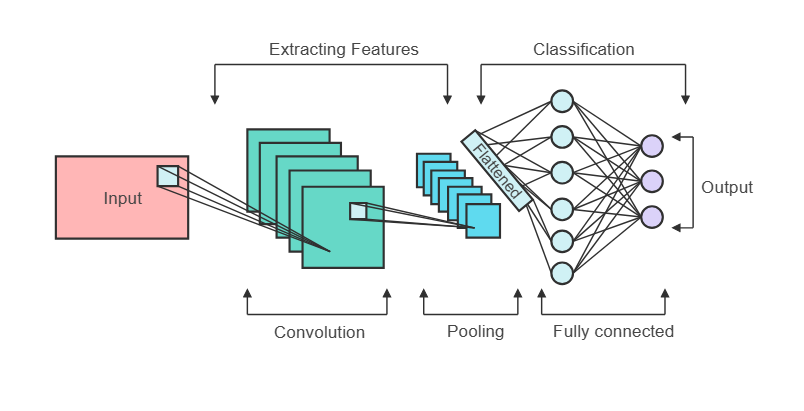 Extracting Features
Classification
Input
Flattened
Output
Convolution
Pooling
Fully connected